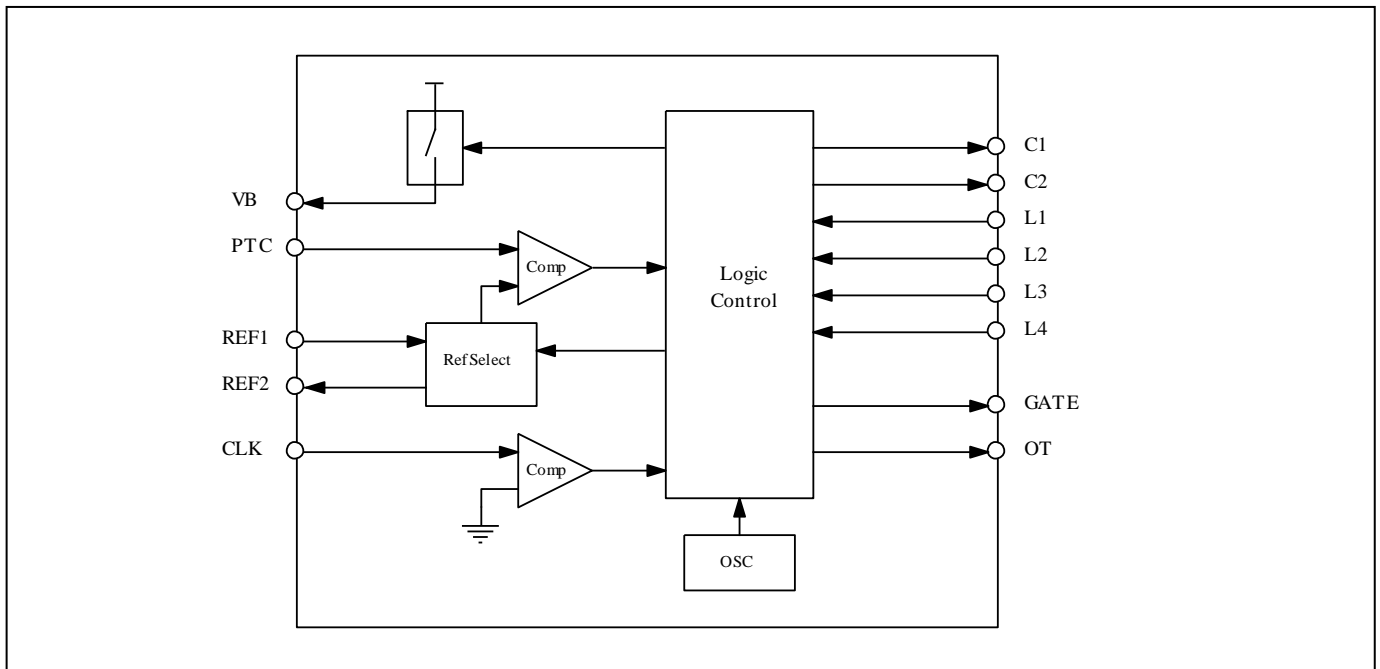 VB
PTC
REF1
REF2
CLK
Comp
RefSelect
Comp
Logic
Control
OSC
C1
C2
L1
L2
L3
L4
GATE
OT